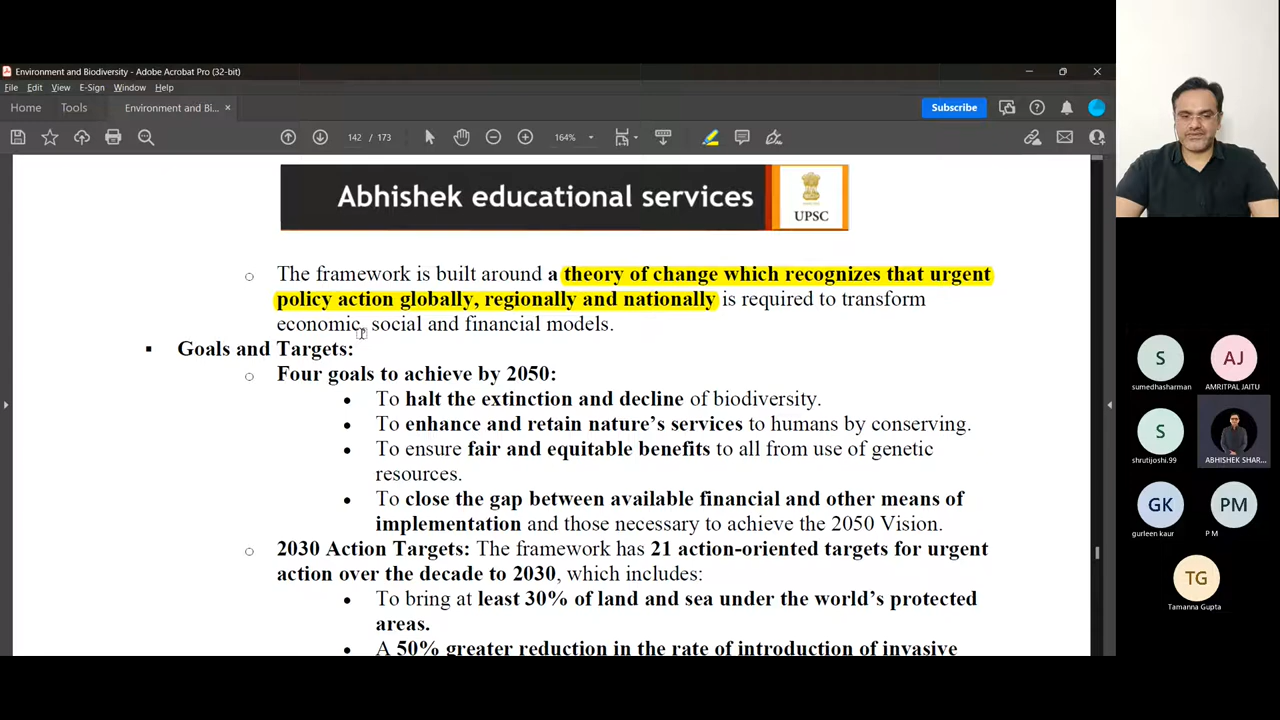 Environment and Biodiversity - Adobe Acrobat Pro (32-bit)
File Edit View E-Sign Window Help
Home Tools Environment and Bi... × Subscribe
142 / 173 164%
Abhishek educational services
UPSC
○ The framework is built around a theory of change which recognizes that urgent
policy action globally, regionally and nationally is required to transform
economic, social and financial models.
▪ Goals and Targets:
○ Four goals to achieve by 2050:
• To halt the extinction and decline of biodiversity.
• To enhance and retain nature’s services to humans by conserving.
• To ensure fair and equitable benefits to all from use of genetic
resources.
• To close the gap between available financial and other means of
implementation and those necessary to achieve the 2050 Vision.
○ 2030 Action Targets: The framework has 21 action-oriented targets for urgent
action over the decade to 2030, which includes:
• To bring at least 30% of land and sea under the world’s protected
areas.
• A 50% greater reduction in the rate of introduction of invasive
S AJ
sumedhasharman AMRITPAL JAITU
S
shrutijoshi.99 ABHISHEK SHAR...
GK PM
gurleen kaur P M
TG
Tamanna Gupta